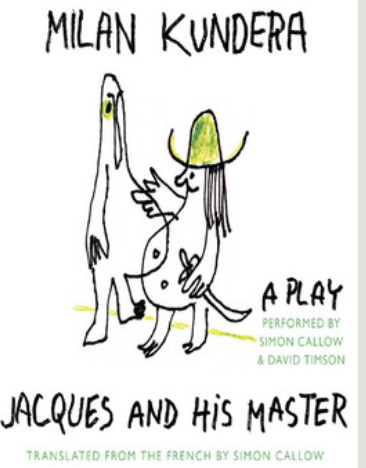 MILAN KUNDERA
A PLAY
PERFORMED BY
SIMON CALLOW
& DAVID TIMSON
JACQUES AND HiS MASTER
TRANSLATED FROM THE FRENCH BY SIMON CALLOW